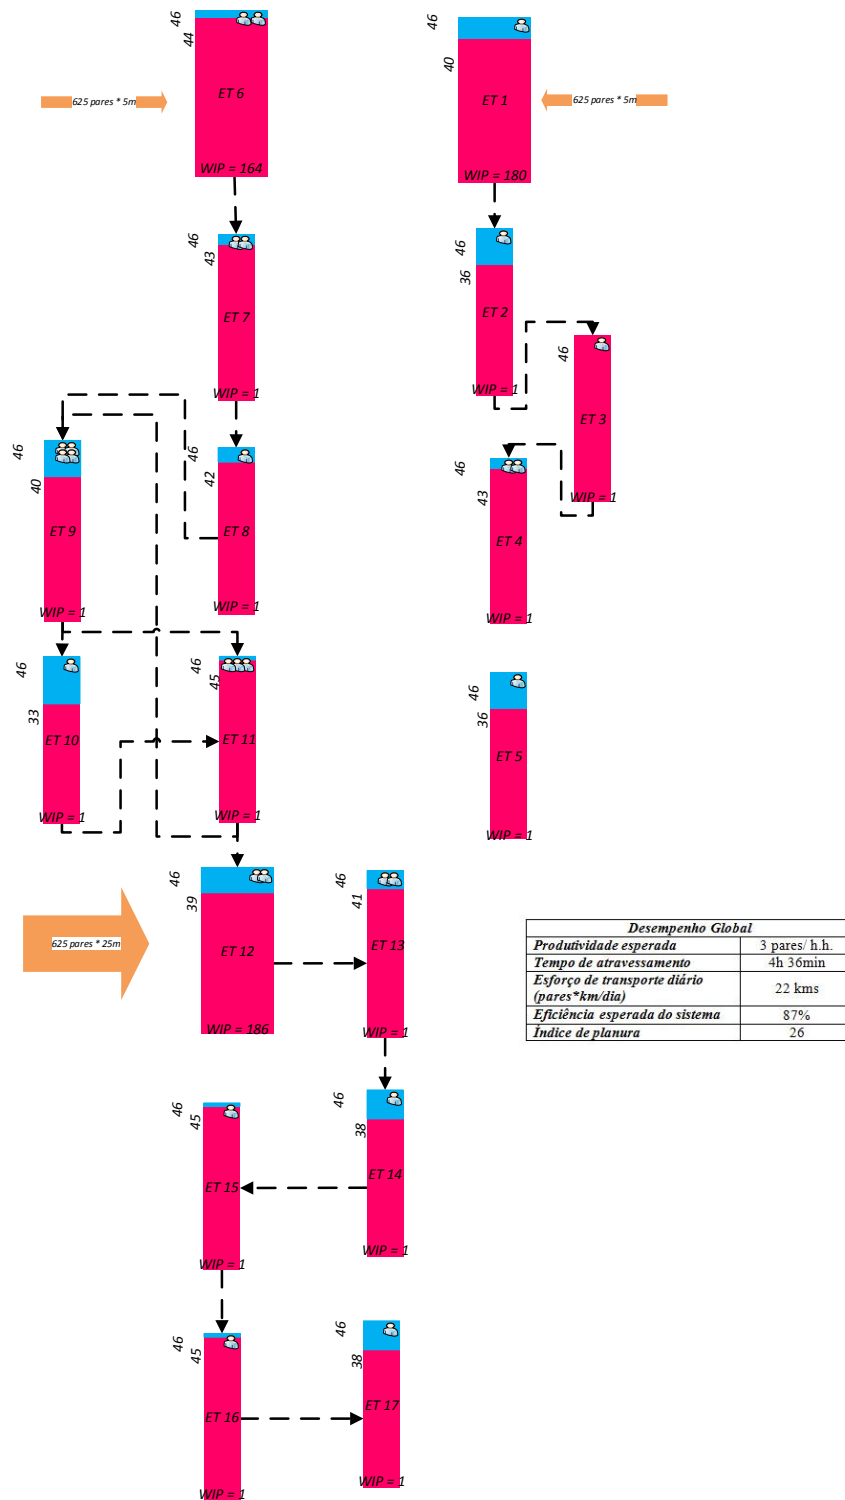 46
44
ET 6
WIP = 164
625 pares * 5m
46
40
ET 1
WIP = 180
625 pares * 5m
46
43
ET 7
WIP = 1
46
36
ET 2
WIP = 1
46
ET 3
WIP = 1
46
40
ET 9
WIP = 1
46
42
ET 8
WIP = 1
46
43
ET 4
WIP = 1
46
33
ET 10
WIP = 1
46
45
ET 11
WIP = 1
46
36
ET 5
WIP = 1
625 pares * 25m
46
39
ET 12
WIP = 186
46
41
ET 13
WIP = 1
Desempenho Global
Produtividade esperada 3 pares/ h.h.
Tempo de atravessamento 4h 36min
Esforço de transporte diário
(pares*km/dia) 22 kms
Eficiência esperada do sistema 87%
Índice de planura 26
46
45
ET 15
WIP = 1
46
38
ET 14
WIP = 1
46
45
ET 16
WIP = 1
46
38
ET 17
WIP = 1